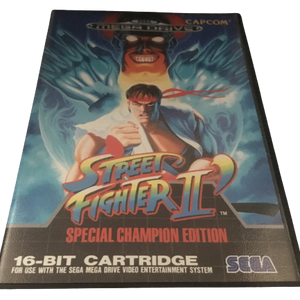 MEGA DRIVE
CAPCOM
STREET
FIGHTER II'
TM
SPECIAL CHAMPION EDITION
16-BIT CARTRIDGE
FOR USE WITH THE SEGA MEGA DRIVE VIDEO ENTERTAINMENT SYSTEM
SEGA